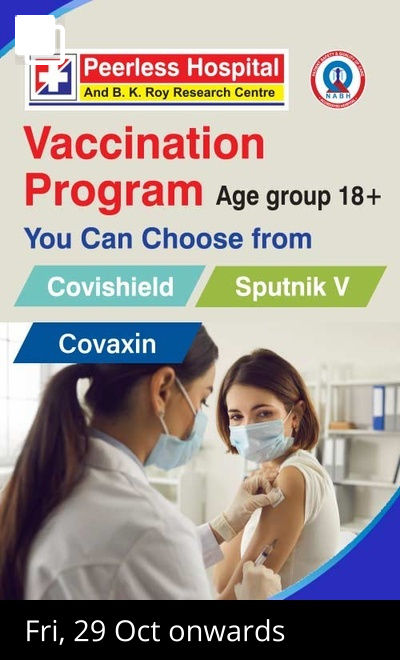 Peerless Hospital
And B. K. Roy Research Centre
NABH
Vaccination
Program Age group 18+
You Can Choose from
Covishield Sputnik V
Covaxin
Fri, 29 Oct onwards